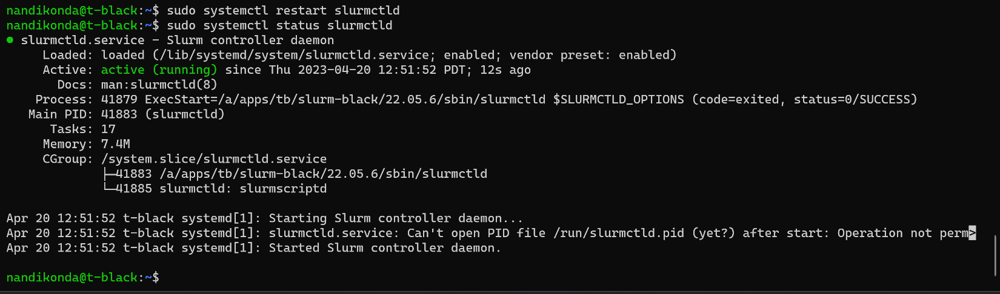 nandikonda@t-black:~$ sudo systemctl restart slurmctld
nandikonda@t-black:~$ sudo systemctl status slurmctld
● slurmctld.service - Slurm controller daemon
     Loaded: loaded (/lib/systemd/system/slurmctld.service; enabled; vendor preset: enabled)
     Active: active (running) since Thu 2023-04-20 12:51:52 PDT; 12s ago
       Docs: man:slurmctld(8)
    Process: 41879 ExecStart=/a/apps/tb/slurm-black/22.05.6/sbin/slurmctld $SLURMCTLD_OPTIONS (code=exited, status=0/SUCCESS)
   Main PID: 41883 (slurmctld)
      Tasks: 17
     Memory: 7.4M
     CGroup: /system.slice/slurmctld.service
             ├─41883 /a/apps/tb/slurm-black/22.05.6/sbin/slurmctld
             └─41885 slurmctld: slurmscriptd
Apr 20 12:51:52 t-black systemd[1]: Starting Slurm controller daemon...
Apr 20 12:51:52 t-black systemd[1]: slurmctld.service: Can't open PID file /run/slurmctld.pid (yet?) after start: Operation not perm>
Apr 20 12:51:52 t-black systemd[1]: Started Slurm controller daemon.
nandikonda@t-black:~$